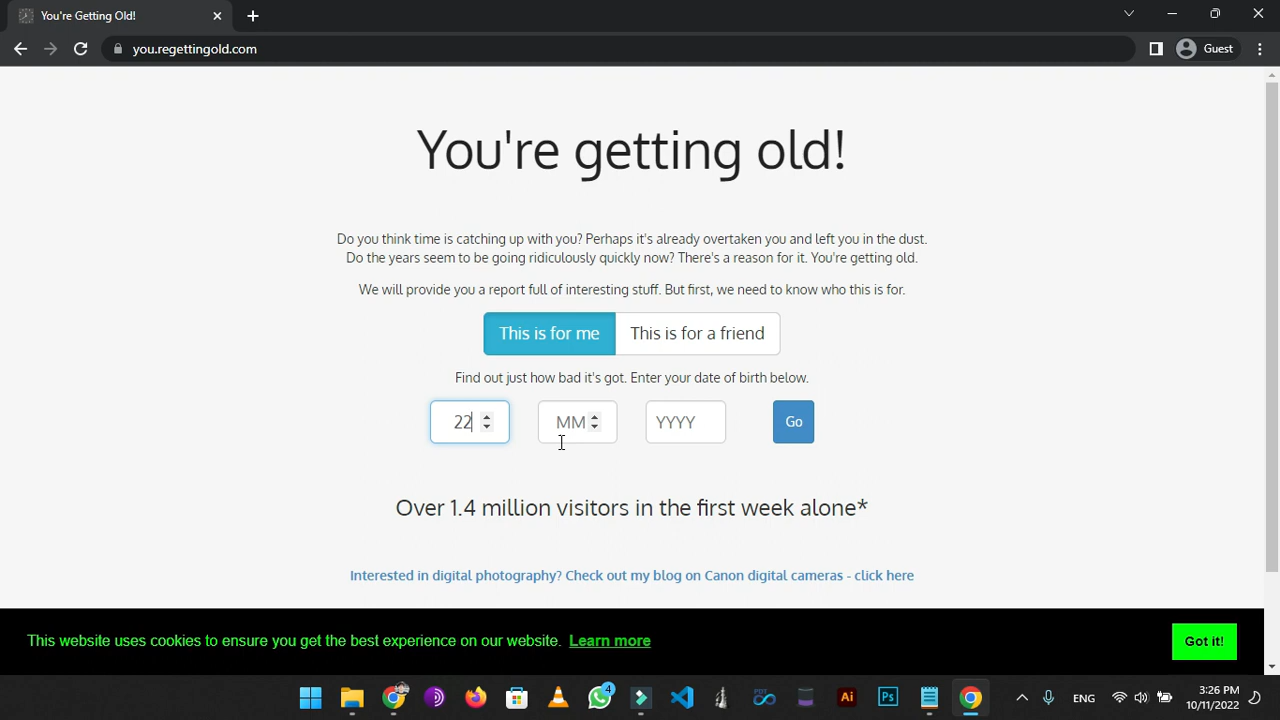 You're Getting Old!
you.regettingold.com
Guest
You're getting old!
Do you think time is catching up with you? Perhaps it's already overtaken you and left you in the dust.
Do the years seem to be going ridiculously quickly now? There's a reason for it. You're getting old.
We will provide you a report full of interesting stuff. But first, we need to know who this is for.
This is for me
This is for a friend
Find out just how bad it's got. Enter your date of birth below.
22
MM
YYYY
Go
Over 1.4 million visitors in the first week alone*
Interested in digital photography? Check out my blog on Canon digital cameras - click here
This website uses cookies to ensure you get the best experience on our website. Learn more
Got it!
4
PDT
Ai
Ps
ENG
3:26 PM
10/11/2022